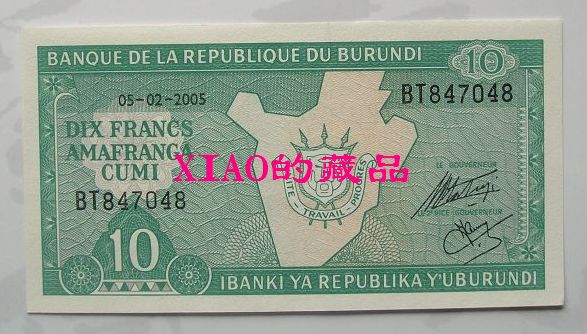 BANQUE DE LA REPUBLIQUE DU BURUNDI
10
05-02-2005
BT847048
DIX FRANCS
AMAFRANGA
CUMI
XIAO的藏品
LE GOUVERNEUR
BT847048
TRAVAIL PROGRES
LE 2e VICE GOUVERNEUR
10
IBANKI YA REPUBLIKA Y'UBURUNDI